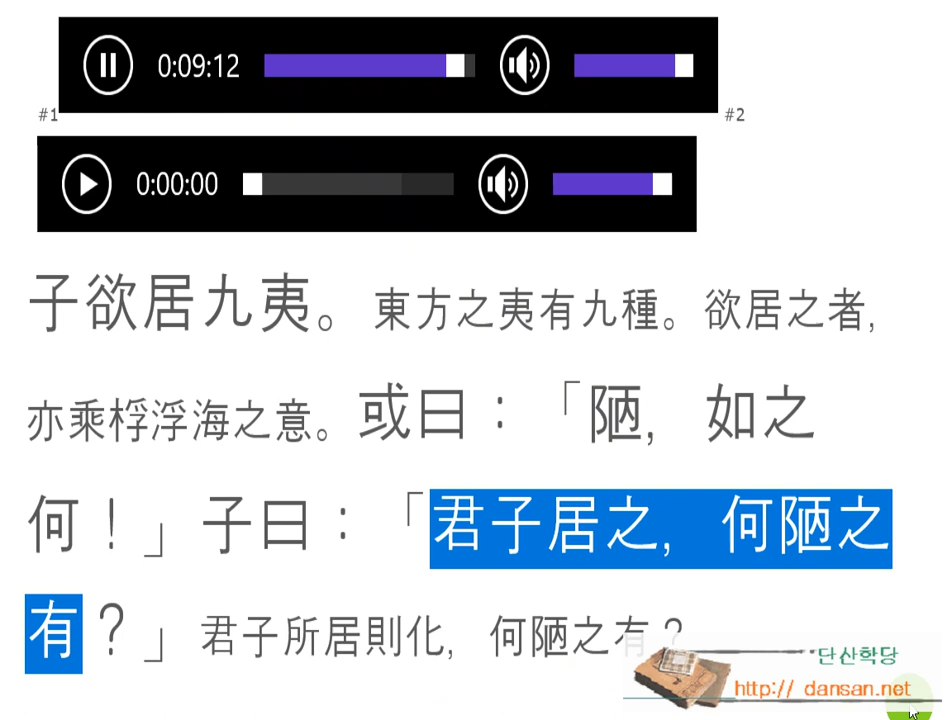 0:09:12
#1
#2
0:00:00
子欲居九夷。東方之夷有九種。欲居之者,
亦乘桴浮海之意。或曰：「陋, 如之
何！」子曰：「君子居之, 何陋之
有？」君子所居則化, 何陋之有？
단산학당
http:// dansan.net